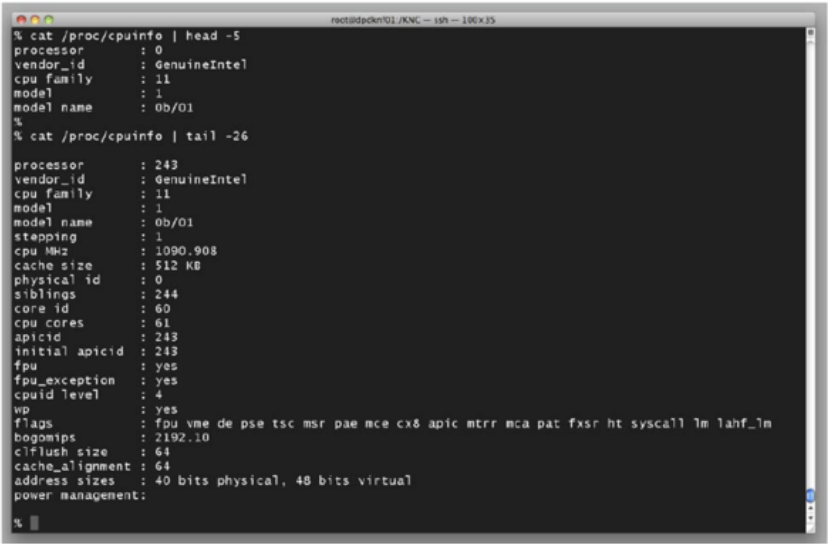 root@dpdknf01:/KNC — ssh — 100×35
% cat /proc/cpuinfo | head -5
processor : 0
vendor_id : GenuineIntel
cpu family : 11
model : 1
model name : 0b/01
%
% cat /proc/cpuinfo | tail -26
processor : 243
vendor_id : GenuineIntel
cpu family : 11
model : 1
model name : 0b/01
stepping : 1
cpu MHz : 1090.908
cache size : 512 KB
physical id : 0
siblings : 244
core id : 60
cpu cores : 61
apicid : 243
initial apicid : 243
fpu : yes
fpu_exception : yes
cpuid level : 4
wp : yes
flags : fpu vme de pse tsc msr pae mce cx8 apic mtrr mca pat fxsr ht syscall lm lahf_lm
bogomips : 2192.10
clflush size : 64
cache_alignment : 64
address sizes : 40 bits physical, 48 bits virtual
power management:
%